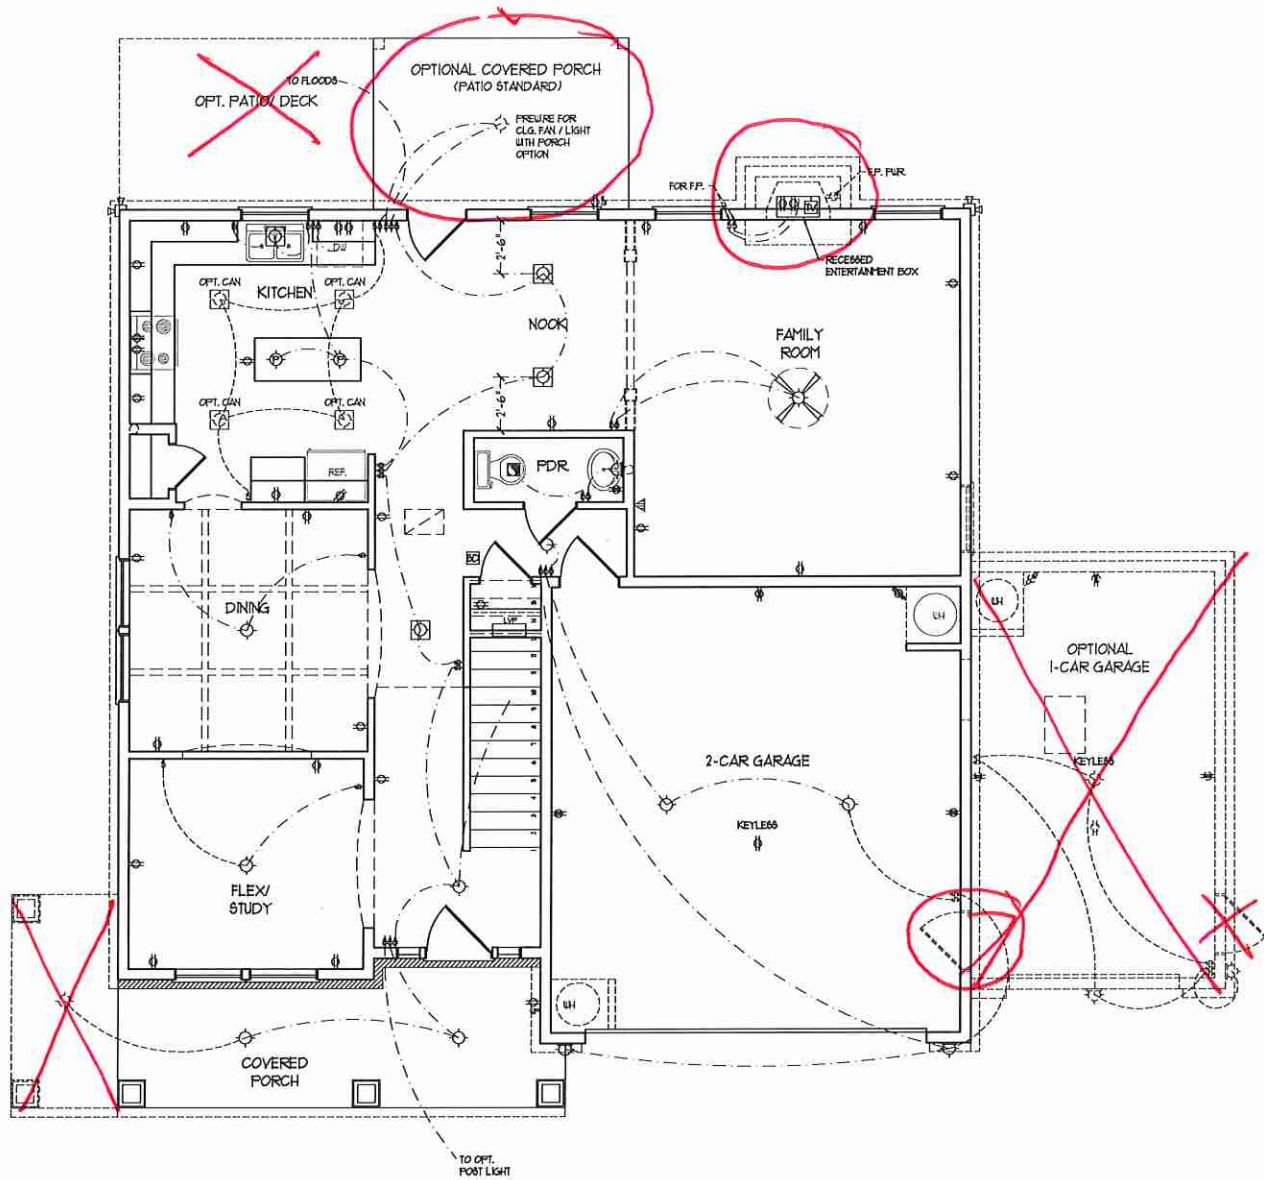 OPTIONAL COVERED PORCH
(PATIO STANDARD)
TO FLOODS
OPT. PATIO/ DECK
PREWIRE FOR
CLG. FAN / LIGHT
WITH PORCH
OPTION
FOR F.P.
F.P. FUR.
TV
RECESSED
ENTERTAINMENT BOX
DW
2'-6"
OPT. CAN
KITCHEN
OPT. CAN
NOOK
FAMILY
ROOM
P
P
2'-6"
OPT. CAN
OPT. CAN
REF.
PDR.
DINING
WH
WH
OPTIONAL
1-CAR GARAGE
2-CAR GARAGE
KEYLESS
KEYLESS
FLEX/
STUDY
WH
COVERED
PORCH
TO OPT.
POST LIGHT